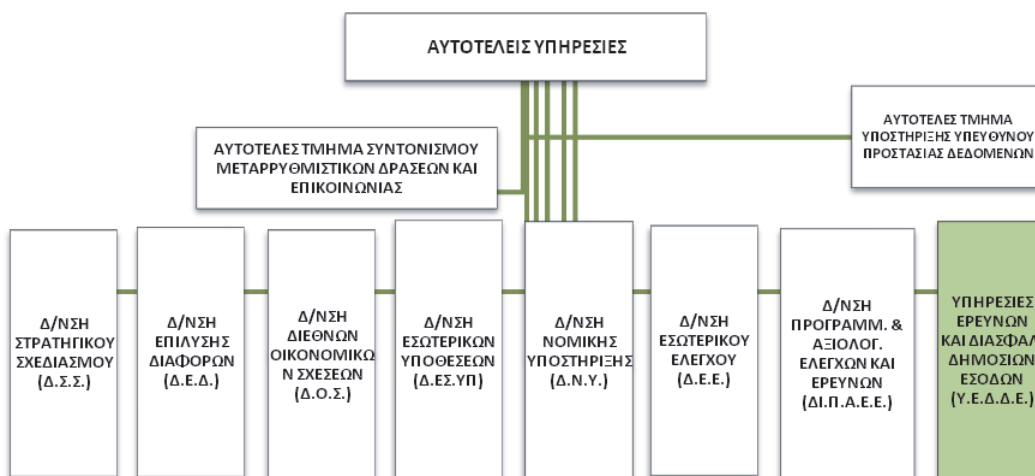 ΑΥΤΟΤΕΛΕΙΣ ΥΠΗΡΕΣΙΕΣ
ΑΥΤΟΤΕΛΕΣ ΤΜΗΜΑ ΣΥΝΤΟΝΙΣΜΟΥ
ΜΕΤΑΡΡΥΘΜΙΣΤΙΚΩΝ ΔΡΑΣΕΩΝ ΚΑΙ
ΕΠΙΚΟΙΝΩΝΙΑΣ
ΑΥΤΟΤΕΛΕΣ ΤΜΗΜΑ
ΥΠΟΣΤΗΡΙΞΗΣ ΥΠΕΥΘΥΝΟΥ
ΠΡΟΣΤΑΣΙΑΣ ΔΕΔΟΜΕΝΩΝ
Δ/ΝΣΗ
ΣΤΡΑΤΗΓΙΚΟΥ
ΣΧΕΔΙΑΣΜΟΥ
(Δ.Σ.Σ.)
Δ/ΝΣΗ
ΕΠΙΛΥΣΗΣ
ΔΙΑΦΟΡΩΝ
(Δ.Ε.Δ.)
Δ/ΝΣΗ
ΔΙΕΘΝΩΝ
ΟΙΚΟΝΟΜΙΚΩ
Ν ΣΧΕΣΕΩΝ
(Δ.Ο.Σ.)
Δ/ΝΣΗ
ΕΣΩΤΕΡΙΚΩΝ
ΥΠΟΘΕΣΕΩΝ
(Δ.ΕΣ.ΥΠ)
Δ/ΝΣΗ
ΝΟΜΙΚΗΣ
ΥΠΟΣΤΗΡΙΞΗΣ
(Δ.Ν.Υ.)
Δ/ΝΣΗ
ΕΣΩΤΕΡΙΚΟΥ
ΕΛΕΓΧΟΥ
(Δ.Ε.Ε.)
Δ/ΝΣΗ
ΠΡΟΓΡΑΜΜ. &
ΑΞΙΟΛΟΓ.
ΕΛΕΓΧΩΝ ΚΑΙ
ΕΡΕΥΝΩΝ
(ΔΙ.Π.Α.Ε.Ε.)
ΥΠΗΡΕΣΙΕΣ
ΕΡΕΥΝΩΝ
ΚΑΙ ΔΙΑΣΦΑΛ
ΔΗΜΟΣΙΩΝ
ΕΣΟΔΩΝ
(Υ.Ε.Δ.Δ.Ε.)